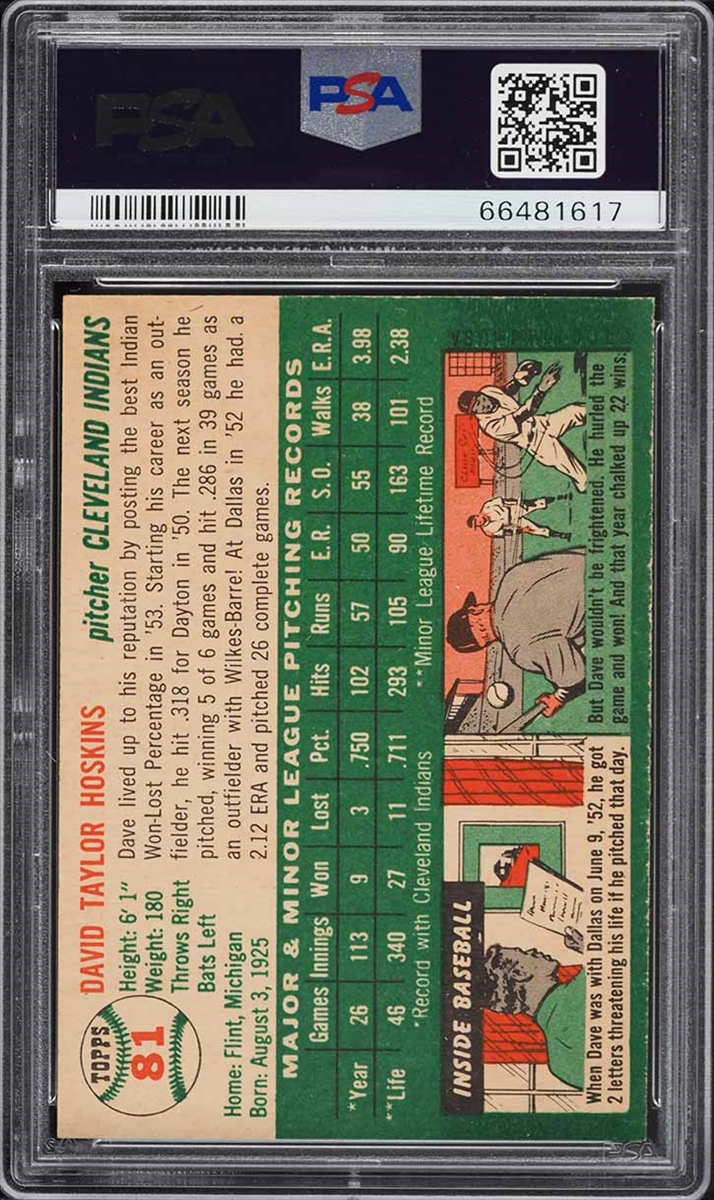 PSA
PSA
66481617
TOPPS
81
DAVID TAYLOR HOSKINS pitcher CLEVELAND INDIANS
Height: 6' 1"
Weight: 180
Throws Right
Bats Left
Home: Flint, Michigan
Born: August 3, 1925
Dave lived up to his reputation by posting the best Indian
Won-Lost Percentage in '53. Starting his career as an out-
fielder, he hit .318 for Dayton in '50. The next season he
pitched, winning 5 of 6 games and hit .286 in 39 games as
an outfielder with Wilkes-Barre! At Dallas in '52 he had. a
2.12 ERA and pitched 26 complete games.
MAJOR & MINOR LEAGUE PITCHING RECORDS
Games Innings Won Lost Pct. Hits Runs E.R. S.O. Walks E.R.A.
*Year 26 113 9 3 .750 102 57 50 55 38 3.98
**Life 46 340 27 11 .711 293 105 90 163 101 2.38
*Record with Cleveland Indians **Minor League Lifetime Record
INSIDE BASEBALL
When Dave was with Dallas on June 9, '52, he got
2 letters threatening his life if he pitched that day.
But Dave wouldn't be frightened. He hurled the
game and won! And that year chalked up 22 wins.